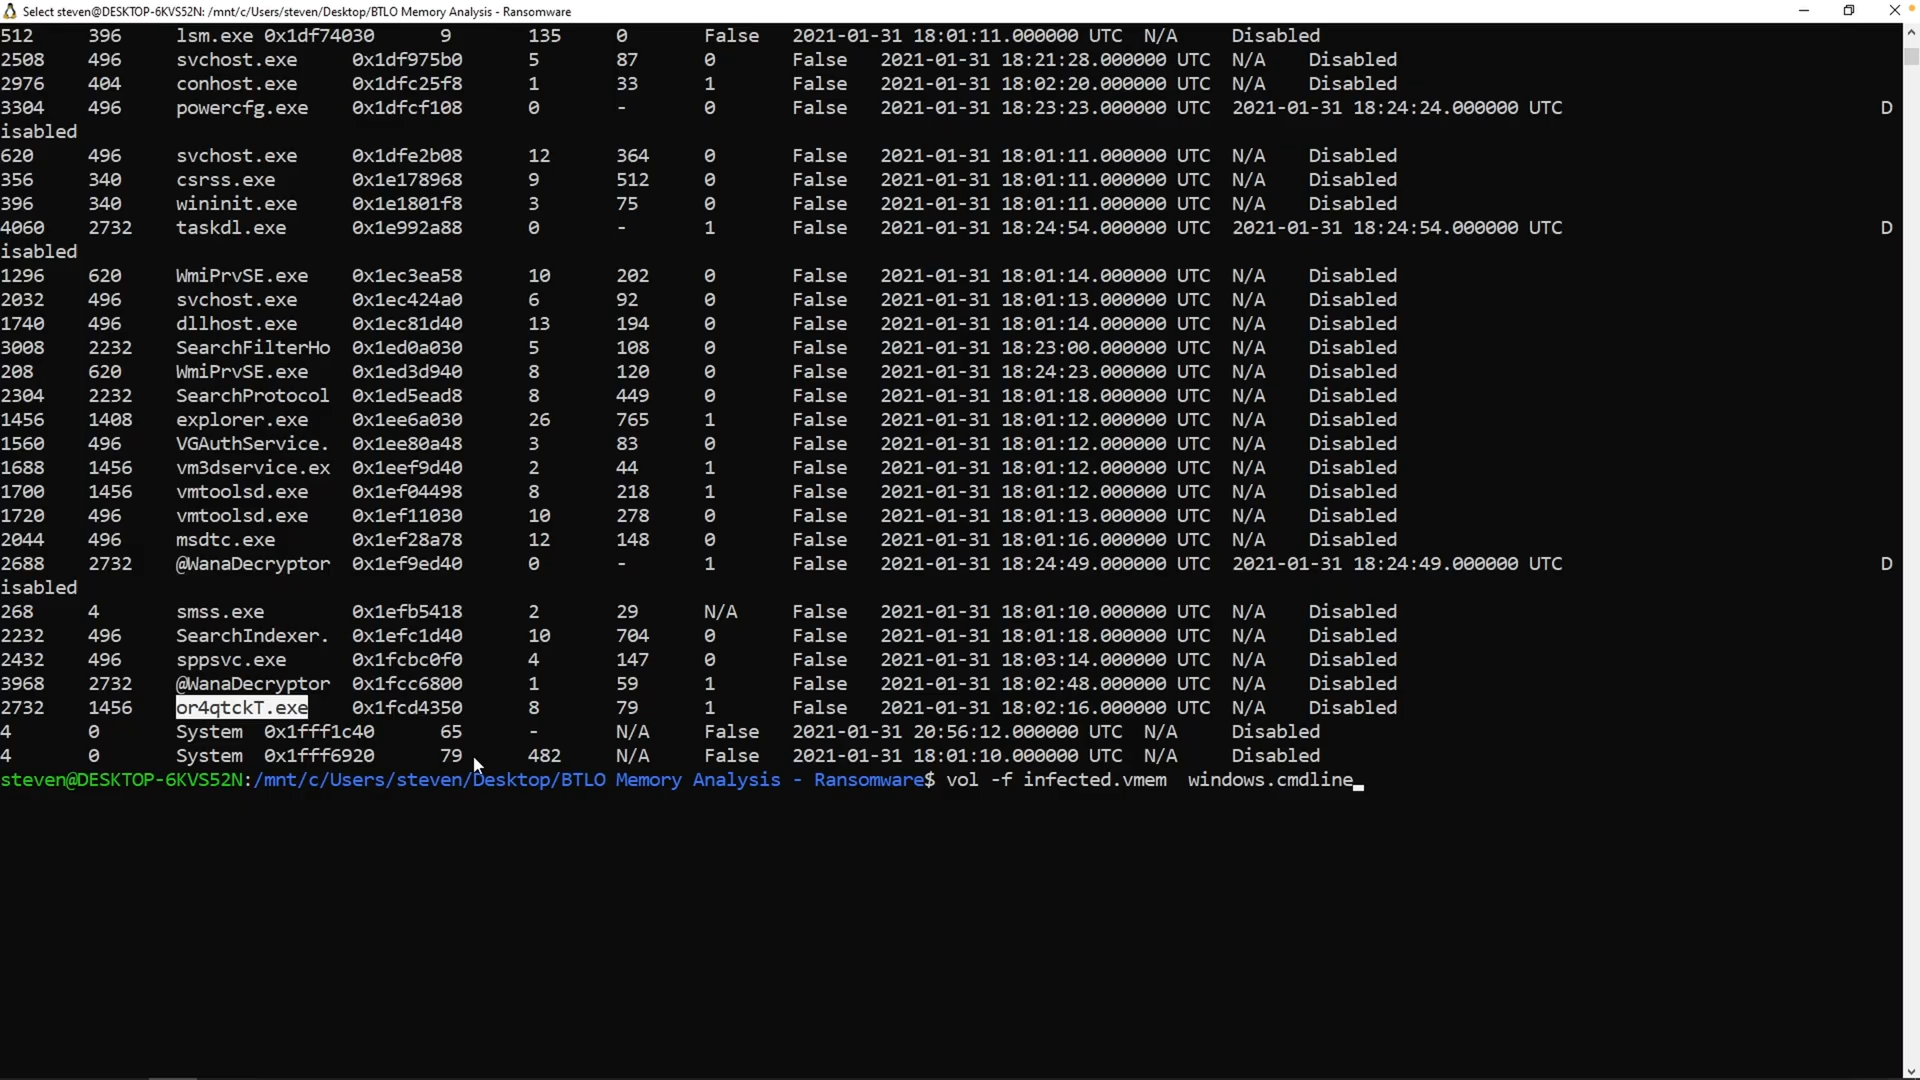 Select steven@DESKTOP-6KVS52N: /mnt/c/Users/steven/Desktop/BTLO Memory Analysis - Ransomware
512 396 lsm.exe 0x1df74030 9 135 0 False 2021-01-31 18:01:11.000000 UTC N/A Disabled
2508 496 svchost.exe 0x1df975b0 5 87 0 False 2021-01-31 18:21:28.000000 UTC N/A Disabled
2976 404 conhost.exe 0x1dfc25f8 1 33 1 False 2021-01-31 18:02:20.000000 UTC N/A Disabled
3304 496 powercfg.exe 0x1dfcf108 0 - 0 False 2021-01-31 18:23:23.000000 UTC 2021-01-31 18:24:24.000000 UTC D
isabled
620 496 svchost.exe 0x1dfe2b08 12 364 0 False 2021-01-31 18:01:11.000000 UTC N/A Disabled
356 340 csrss.exe 0x1e178968 9 512 0 False 2021-01-31 18:01:11.000000 UTC N/A Disabled
396 340 wininit.exe 0x1e1801f8 3 75 0 False 2021-01-31 18:01:11.000000 UTC N/A Disabled
4060 2732 taskdl.exe 0x1e992a88 0 - 1 False 2021-01-31 18:24:54.000000 UTC 2021-01-31 18:24:54.000000 UTC D
isabled
1296 620 WmiPrvSE.exe 0x1ec3ea58 10 202 0 False 2021-01-31 18:01:14.000000 UTC N/A Disabled
2032 496 svchost.exe 0x1ec424a0 6 92 0 False 2021-01-31 18:01:13.000000 UTC N/A Disabled
1740 496 dllhost.exe 0x1ec81d40 13 194 0 False 2021-01-31 18:01:14.000000 UTC N/A Disabled
3008 2232 SearchFilterHo 0x1ed0a030 5 108 0 False 2021-01-31 18:23:00.000000 UTC N/A Disabled
208 620 WmiPrvSE.exe 0x1ed3d940 8 120 0 False 2021-01-31 18:24:23.000000 UTC N/A Disabled
2304 2232 SearchProtocol 0x1ed5ead8 8 449 0 False 2021-01-31 18:01:18.000000 UTC N/A Disabled
1456 1408 explorer.exe 0x1ee6a030 26 765 1 False 2021-01-31 18:01:12.000000 UTC N/A Disabled
1560 496 VGAuthService. 0x1ee80a48 3 83 0 False 2021-01-31 18:01:12.000000 UTC N/A Disabled
1688 1456 vm3dservice.ex 0x1eef9d40 2 44 1 False 2021-01-31 18:01:12.000000 UTC N/A Disabled
1700 1456 vmtoolsd.exe 0x1ef04498 8 218 1 False 2021-01-31 18:01:12.000000 UTC N/A Disabled
1720 496 vmtoolsd.exe 0x1ef11030 10 278 0 False 2021-01-31 18:01:13.000000 UTC N/A Disabled
2044 496 msdtc.exe 0x1ef28a78 12 148 0 False 2021-01-31 18:01:16.000000 UTC N/A Disabled
2688 2732 @WanaDecryptor 0x1ef9ed40 0 - 1 False 2021-01-31 18:24:49.000000 UTC 2021-01-31 18:24:49.000000 UTC D
isabled
268 4 smss.exe 0x1efb5418 2 29 N/A False 2021-01-31 18:01:10.000000 UTC N/A Disabled
2232 496 SearchIndexer. 0x1efc1d40 10 704 0 False 2021-01-31 18:01:18.000000 UTC N/A Disabled
2432 496 sppsvc.exe 0x1fcbc0f0 4 147 0 False 2021-01-31 18:03:14.000000 UTC N/A Disabled
3968 2732 @WanaDecryptor 0x1fcc6800 1 59 1 False 2021-01-31 18:02:48.000000 UTC N/A Disabled
2732 1456 or4qtckT.exe 0x1fcd4350 8 79 1 False 2021-01-31 18:02:16.000000 UTC N/A Disabled
4 0 System 0x1fff1c40 65 - N/A False 2021-01-31 20:56:12.000000 UTC N/A Disabled
4 0 System 0x1fff6920 79 482 N/A False 2021-01-31 18:01:10.000000 UTC N/A Disabled
steven@DESKTOP-6KVS52N:/mnt/c/Users/steven/Desktop/BTLO Memory Analysis - Ransomware$ vol -f infected.vmem  windows.cmdline